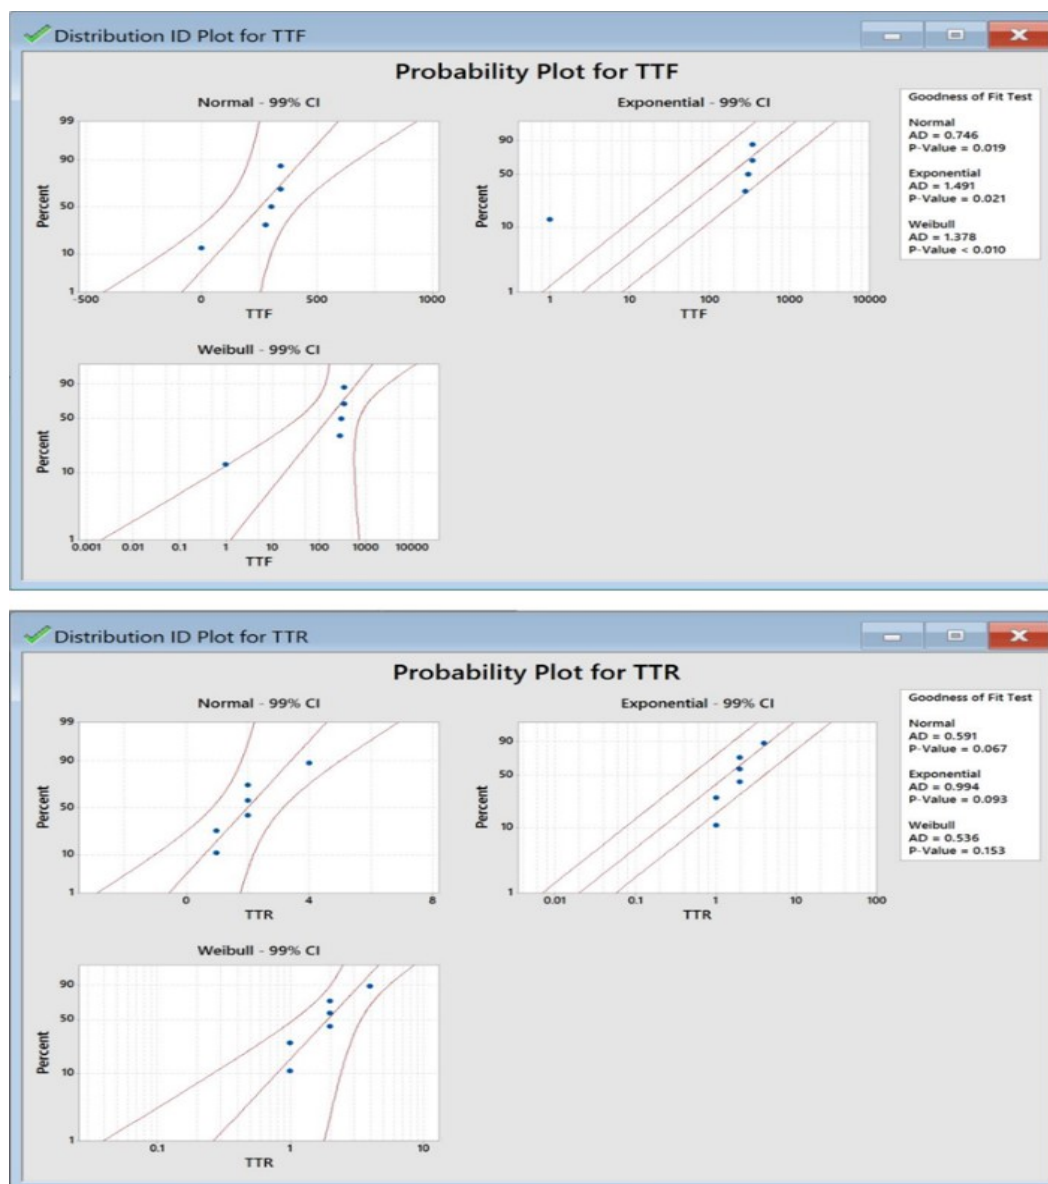 Distribution ID Plot for TTF
Probability Plot for TTF
Normal - 99% CI
Exponential - 99% CI
Goodness of Fit Test
Normal
AD = 0.746
P-Value = 0.019
Exponential
AD = 1.491
P-Value = 0.021
Weibull
AD = 1.378
P-Value < 0.010
99
90
50
10
1
Percent
-500 0 500 1000
TTF
90
50
10
1
Percent
1 10 100 1000 10000
TTF
Weibull - 99% CI
90
50
10
1
Percent
0.001 0.01 0.1 1 10 100 1000 10000
TTF
Distribution ID Plot for TTR
Probability Plot for TTR
Normal - 99% CI
Exponential - 99% CI
Goodness of Fit Test
Normal
AD = 0.591
P-Value = 0.067
Exponential
AD = 0.994
P-Value = 0.093
Weibull
AD = 0.536
P-Value = 0.153
99
90
50
10
1
Percent
0 4 8
TTR
90
50
10
1
Percent
0.01 0.1 1 10 100
TTR
Weibull - 99% CI
90
50
10
1
Percent
0.1 1 10
TTR